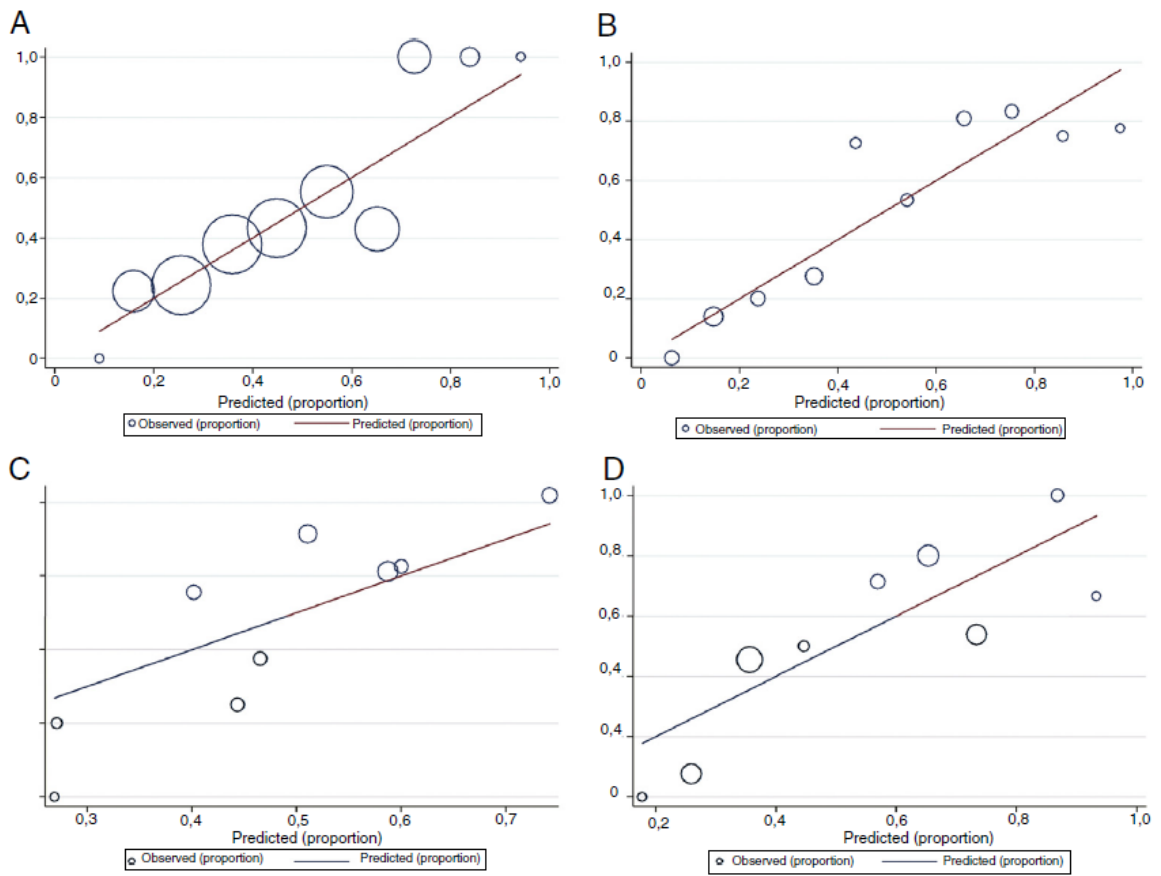 A
1,0
0,8
0,6
0,4
0,2
0
0 0,2 0,4 0,6 0,8 1,0
Predicted (proportion)
Observed (proportion) Predicted (proportion)
B
1,0
0,8
0,6
0,4
0,2
0
0 0,2 0,4 0,6 0,8 1,0
Predicted (proportion)
Observed (proportion) Predicted (proportion)
C
0,3 0,5 0,6 0,7
Predicted (proportion)
Observed (proportion) Predicted (proportion)
D
1,0
0,8
0,6
0,4
0,4
0
0,2 0,4 0,6 0,8 1,0
Predicted (proportion)
Observed (proportion) Predicted (proportion)